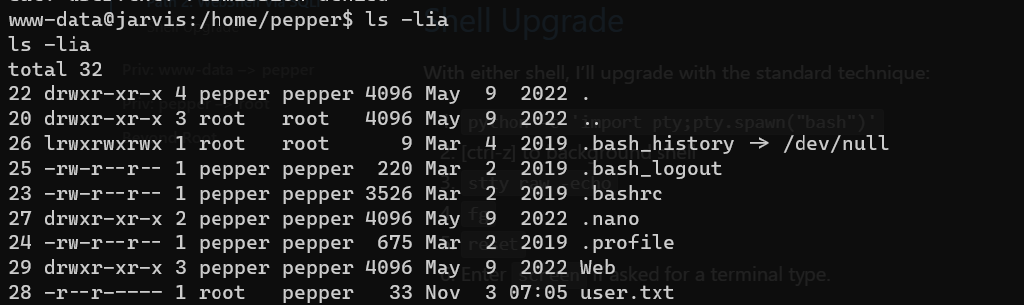 www-data@jarvis:/home/pepper$ ls -lia
Shell Upgrade
ls -lia
total 32
Priv: www-data -> pepper
With either shell, I'll upgrade with the standard technique:
22 drwxr-xr-x 4 pepper pepper 4096 May  9  2022 .
20 drwxr-xr-x 3 root   root   4096 May  9  2022 ..
import pty;pty.spawn("bash")'
26 lrwxrwxrwx 1 root   root      9 Mar  4  2019 .bash_history -> /dev/null
25 -rw-r--r-- 1 pepper pepper  220 Mar  2  2019 .bash_logout
23 -rw-r--r-- 1 pepper pepper 3526 Mar  2  2019 .bashrc
27 drwxr-xr-x 2 pepper pepper 4096 May  9  2022 .nano
24 -rw-r--r-- 1 pepper pepper  675 Mar  2  2019 .profile
29 drwxr-xr-x 3 pepper pepper 4096 May  9  2022 Web
if asked for a terminal type.
28 -r--r----- 1 root   pepper   33 Nov  3 07:05 user.txt